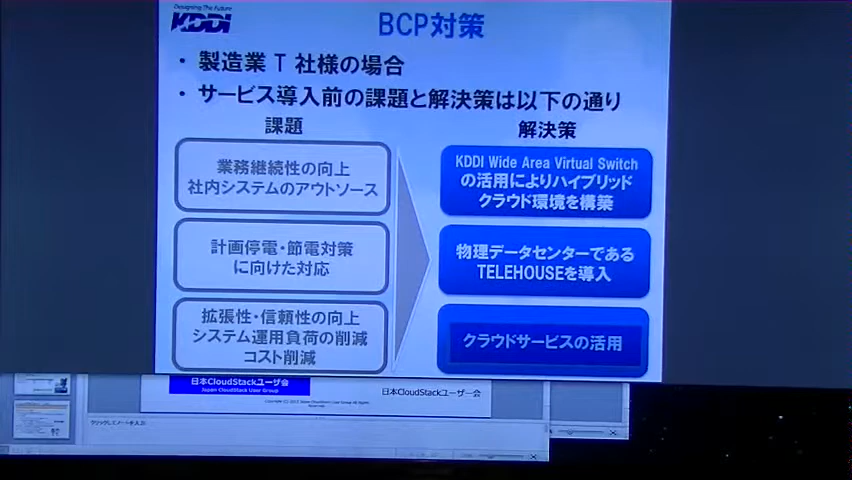 Designing The Future
KDDI
BCP対策
・ 製造業 T 社様の場合
・ サービス導入前の課題と解決策は以下の通り
課題
解決策
業務継続性の向上
社内システムのアウトソース
KDDI Wide Area Virtual Switch
の活用によりハイブリッド
クラウド環境を構築
計画停電・節電対策
に向けた対応
物理データセンターである
TELEHOUSEを導入
拡張性・信頼性の向上
システム運用負荷の削減
コスト削減
クラウドサービスの活用
日本CloudStackユーザ会
Japan CloudStack User Group
日本CloudStackユーザー会